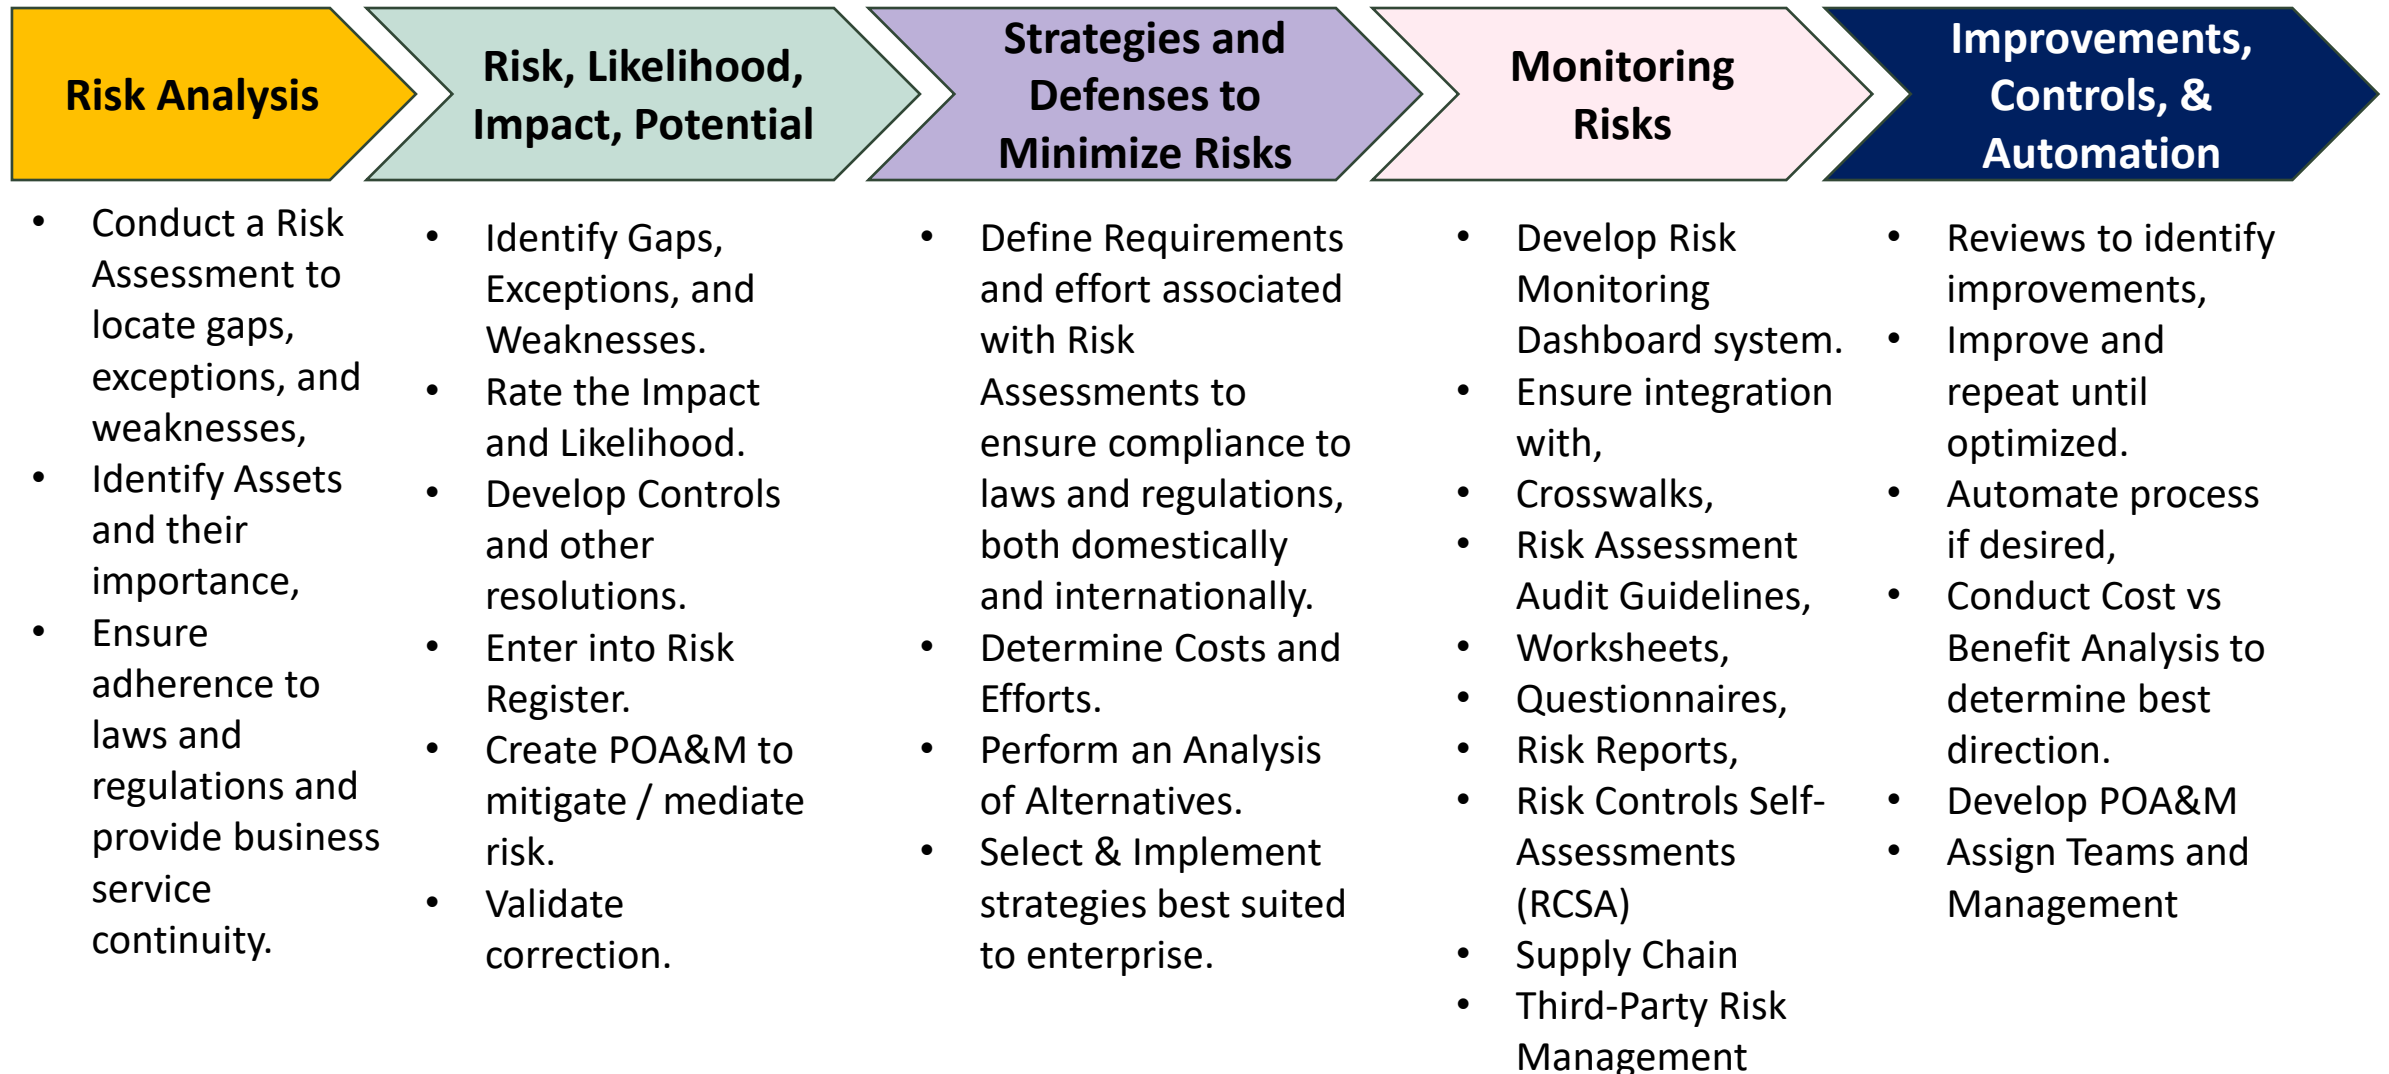 Risk Analysis
Risk, Likelihood,
Impact, Potential
Strategies and
Defenses to
Minimize Risks
Monitoring
Risks
Improvements,
Controls, &
Automation
• Conduct a Risk
Assessment to
locate gaps,
exceptions, and
weaknesses,
• Identify Assets
and their
importance,
• Ensure
adherence to
laws and
regulations and
provide business
service
continuity.
• Identify Gaps,
Exceptions, and
Weaknesses.
• Rate the Impact
and Likelihood.
• Develop Controls
and other
resolutions.
• Enter into Risk
Register.
• Create POA&M to
mitigate / mediate
risk.
• Validate
correction.
• Define Requirements
and effort associated
with Risk
Assessments to
ensure compliance to
laws and regulations,
both domestically
and internationally.
• Determine Costs and
Efforts.
• Perform an Analysis
of Alternatives.
• Select & Implement
strategies best suited
to enterprise.
• Develop Risk
Monitoring
Dashboard system.
• Ensure integration
with,
• Crosswalks,
• Risk Assessment
Audit Guidelines,
• Worksheets,
• Questionnaires,
• Risk Reports,
• Risk Controls Self-
Assessments
(RCSA)
• Supply Chain
• Third-Party Risk
Management
• Reviews to identify
improvements,
• Improve and
repeat until
optimized.
• Automate process
if desired,
• Conduct Cost vs
Benefit Analysis to
determine best
direction.
• Develop POA&M
• Assign Teams and
Management